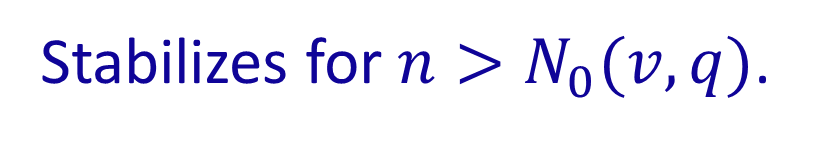 Stabilizes for 𝑛 > 𝑁₀(𝑣, 𝑞).